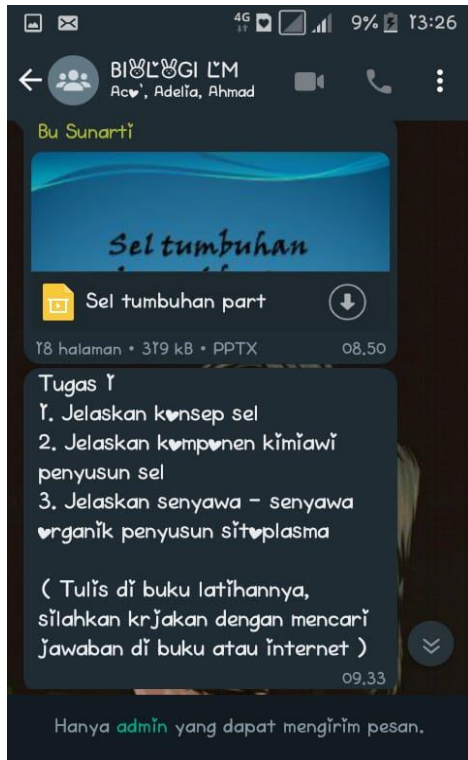 4G 9% 13:26
BIOLOGI LM
Aco', Adelia, Ahmad
Bu Sunarti
Sel tumbuhan
Sel tumbuhan part
18 halaman • 319 kB • PPTX 08.50
Tugas 1
1. Jelaskan konsep sel
2. Jelaskan komponen kimiawi
penyusun sel
3. Jelaskan senyawa - senyawa
organik penyusun sitoplasma
( Tulis di buku latihannya,
silahkan krjakan dengan mencari
jawaban di buku atau internet )
09.33
Hanya admin yang dapat mengirim pesan.